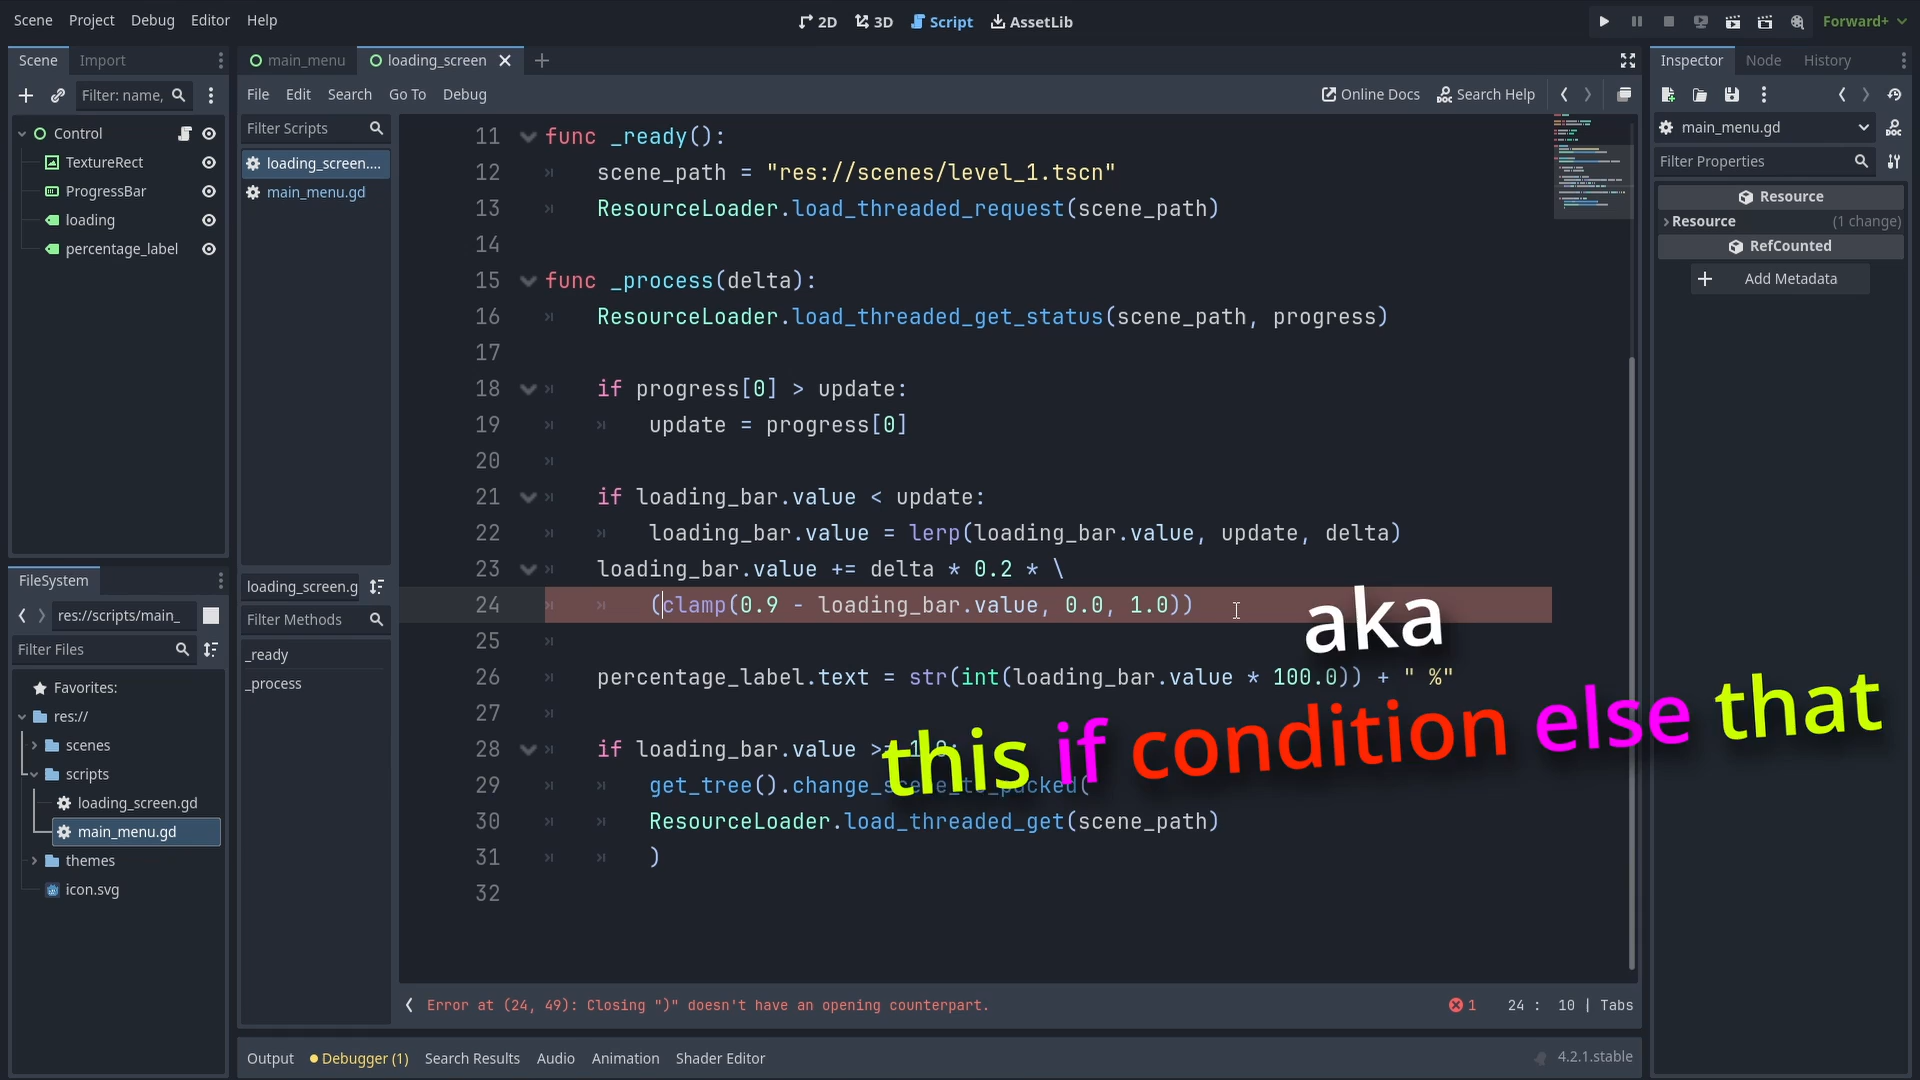 Scene Project Debug Editor Help
2D 3D Script AssetLib
Forward+
Scene Import
Filter: name,
Control
TextureRect
ProgressBar
loading
percentage_label
FileSystem
res://scripts/main_
Filter Files
Favorites:
res://
scenes
scripts
loading_screen.gd
main_menu.gd
themes
icon.svg
main_menu loading_screen
File Edit Search Go To Debug
Online Docs Search Help
Filter Scripts
loading_screen....
main_menu.gd
loading_screen.g
Filter Methods
_ready
_process
11 func _ready():
12 scene_path = "res://scenes/level_1.tscn"
13 ResourceLoader.load_threaded_request(scene_path)
14
15 func _process(delta):
16 ResourceLoader.load_threaded_get_status(scene_path, progress)
17
18 if progress[0] > update:
19 update = progress[0]
20
21 if loading_bar.value < update:
22 loading_bar.value = lerp(loading_bar.value, update, delta)
23 loading_bar.value += delta * 0.2 * \
24 (clamp(0.9 - loading_bar.value, 0.0, 1.0))
25
26 percentage_label.text = str(int(loading_bar.value * 100.0)) + " %"
27
28 if loading_bar.value >= 1.0:
29 get_tree().change_scene_to_packed(
30 ResourceLoader.load_threaded_get(scene_path)
31 )
32
aka
this if condition else that
Error at (24, 49): Closing ")" doesn't have an opening counterpart.
1 24 : 10 | Tabs
Output Debugger (1) Search Results Audio Animation Shader Editor
4.2.1.stable
Inspector Node History
main_menu.gd
Filter Properties
Resource
Resource (1 change)
RefCounted
Add Metadata